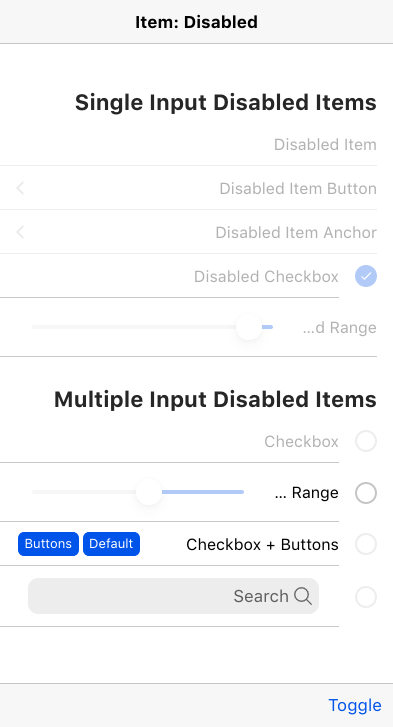 Item: Disabled
Single Input Disabled Items
Disabled Item
Disabled Item Button
Disabled Item Anchor
Disabled Checkbox
...d Range
Multiple Input Disabled Items
Checkbox
... Range
Checkbox + Buttons Default Buttons
Search
Toggle